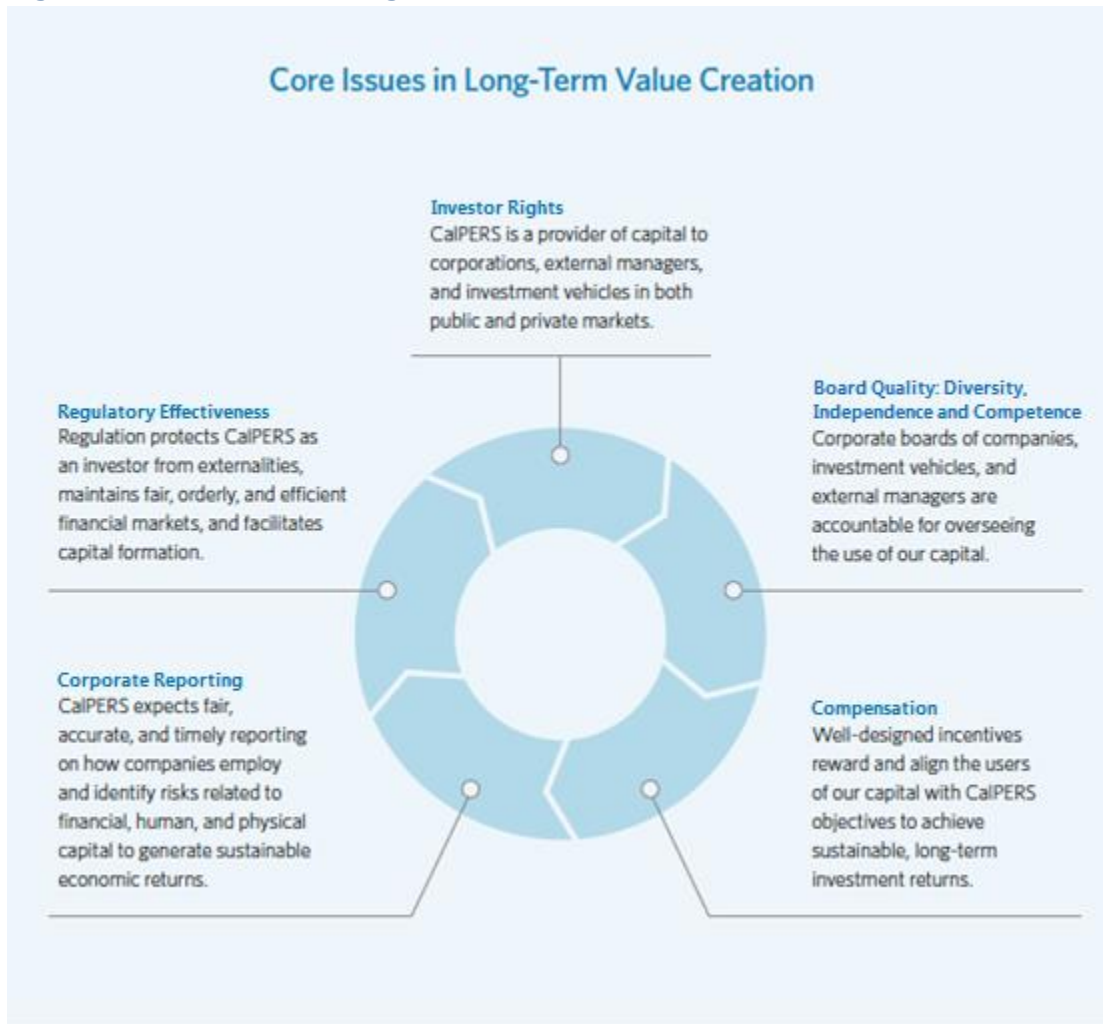 Core Issues in Long-Term Value Creation
Investor Rights
CalPERS is a provider of capital to
corporations, external managers,
and investment vehicles in both
public and private markets.
Board Quality: Diversity,
Independence and Competence
Corporate boards of companies,
investment vehicles, and
external managers are
accountable for overseeing
the use of our capital.
Compensation
Well-designed incentives
reward and align the users
of our capital with CalPERS
objectives to achieve
sustainable, long-term
investment returns.
Corporate Reporting
CalPERS expects fair,
accurate, and timely reporting
on how companies employ
and identify risks related to
financial, human, and physical
capital to generate sustainable
economic returns.
Regulatory Effectiveness
Regulation protects CalPERS as
an investor from externalities,
maintains fair, orderly, and efficient
financial markets, and facilitates
capital formation.